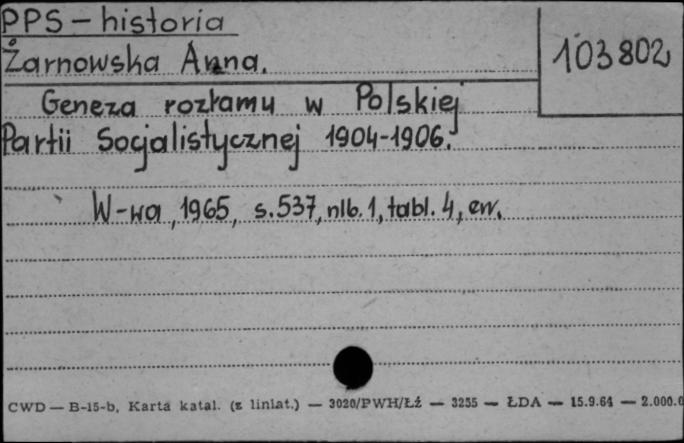 PPS - historia
103802
Żarnowska Anna.
Geneza rozłamu w Polskiej
Partii Socjalistycznej 1904-1906.
W-wa, 1965, s. 537, nlb. 1, tabl. 4, err.
CWD — B-15-b, Karta katal. (z liniat.) — 3020/PWH/Łź — 3255 — ŁDA — 15.9.64 — 2.000.0